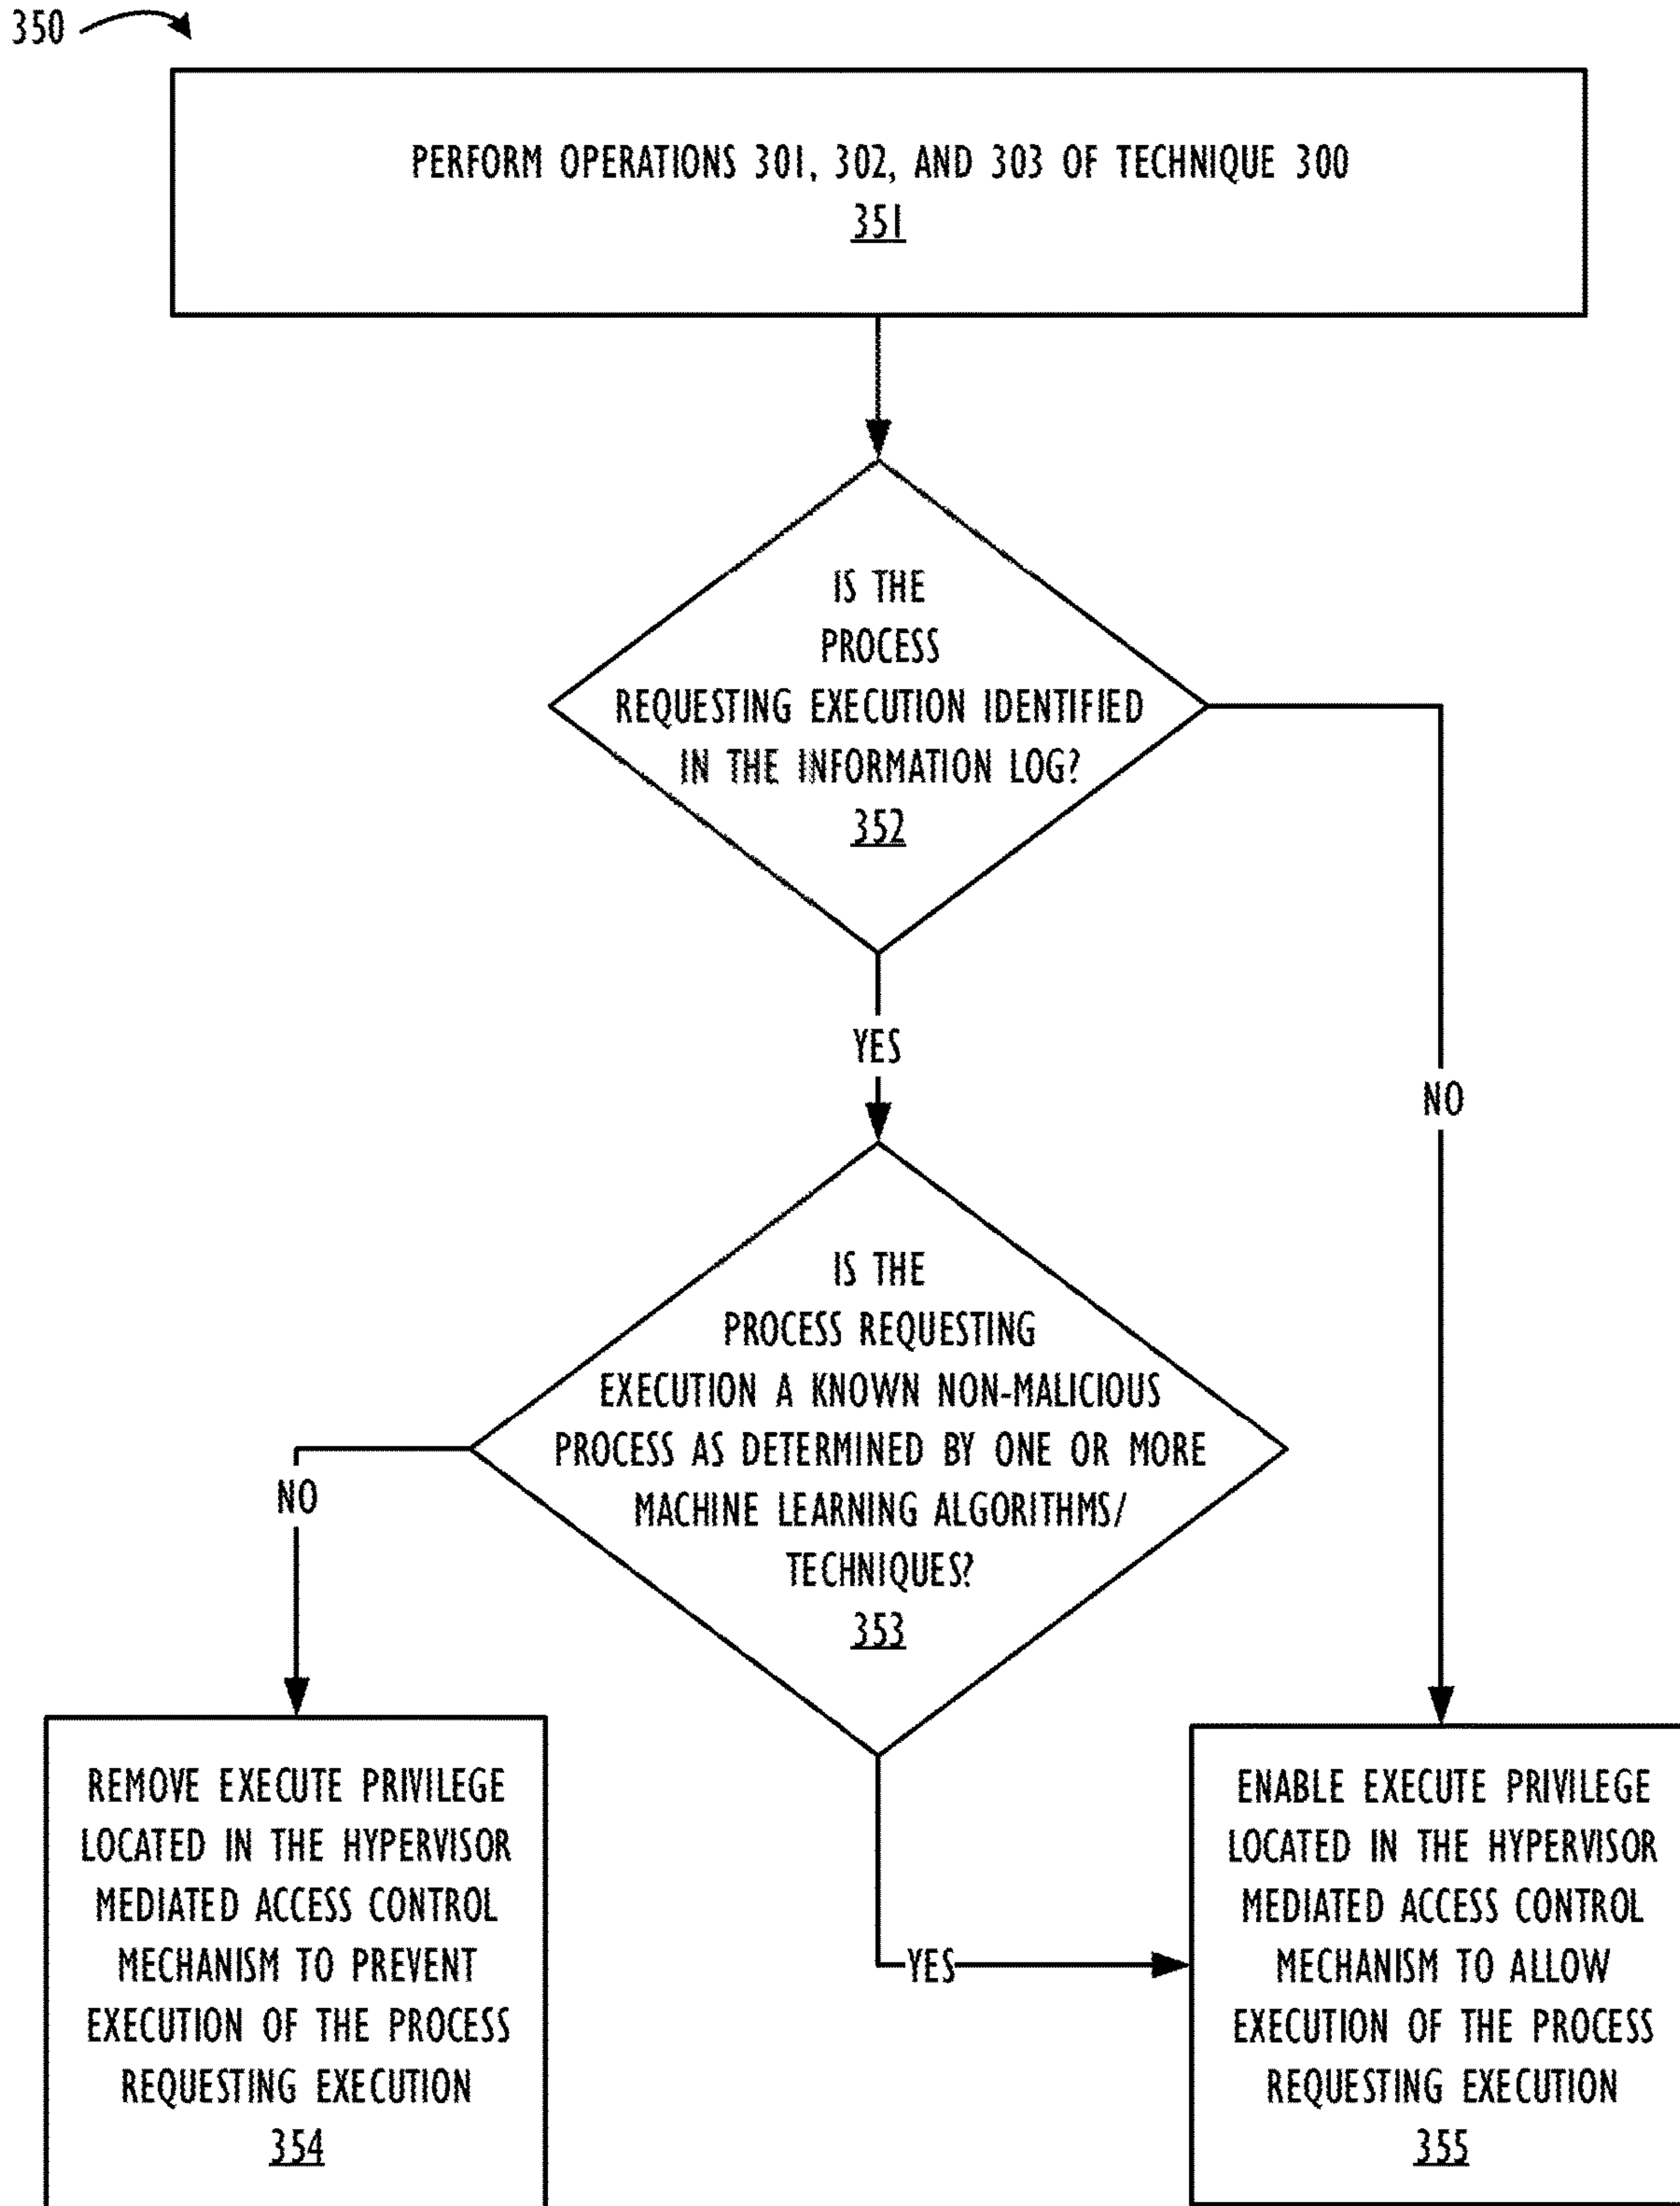 350
PERFORM OPERATIONS 301, 302, AND 303 OF TECHNIQUE 300
351
IS THE
PROCESS
REQUESTING EXECUTION IDENTIFIED
IN THE INFORMATION LOG?
352
YES
NO
IS THE
PROCESS REQUESTING
EXECUTION A KNOWN NON-MALICIOUS
PROCESS AS DETERMINED BY ONE OR MORE
MACHINE LEARNING ALGORITHMS/
TECHNIQUES?
353
NO
YES
REMOVE EXECUTE PRIVILEGE
LOCATED IN THE HYPERVISOR
MEDIATED ACCESS CONTROL
MECHANISM TO PREVENT
EXECUTION OF THE PROCESS
REQUESTING EXECUTION
354
ENABLE EXECUTE PRIVILEGE
LOCATED IN THE HYPERVISOR
MEDIATED ACCESS CONTROL
MECHANISM TO ALLOW
EXECUTION OF THE PROCESS
REQUESTING EXECUTION
355